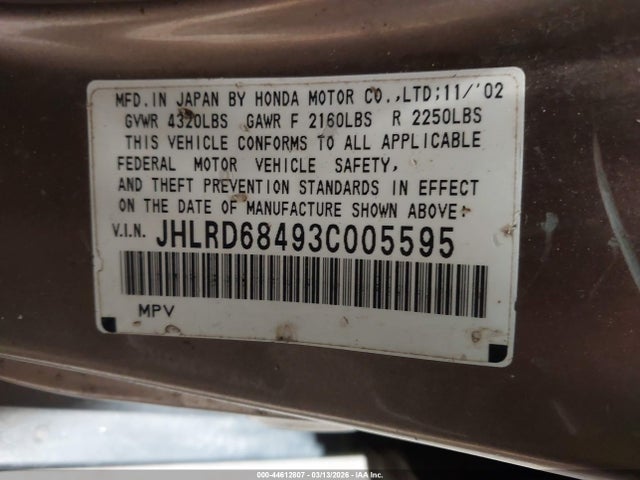 MFD.IN JAPAN BY HONDA MOTOR CO.,LTD;11/'02
GVWR 4320LBS GAWR F 2160LBS R 2250LBS
THIS VEHICLE CONFORMS TO ALL APPLICABLE
FEDERAL MOTOR VEHICLE SAFETY,
AND THEFT PREVENTION STANDARDS IN EFFECT
ON THE DATE OF MANUFACTURE SHOWN ABOVE:
V.I.N. JHLRD68493C005595
MPV
000-44612607 - 03/13/2026 - IAA Inc.